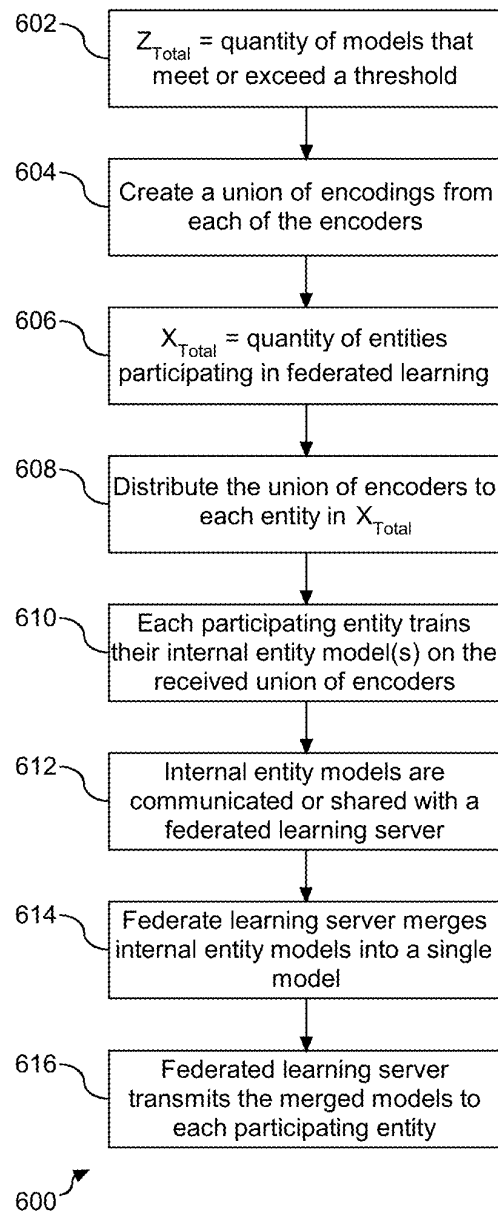 602
Z_Total = quantity of models that
meet or exceed a threshold
604
Create a union of encodings from
each of the encoders
606
X_Total = quantity of entities
participating in federated learning
608
Distribute the union of encoders to
each entity in X_Total
610
Each participating entity trains
their internal entity model(s) on the
received union of encoders
612
Internal entity models are
communicated or shared with a
federated learning server
614
Federate learning server merges
internal entity models into a single
model
616
Federated learning server
transmits the merged models to
each participating entity
600